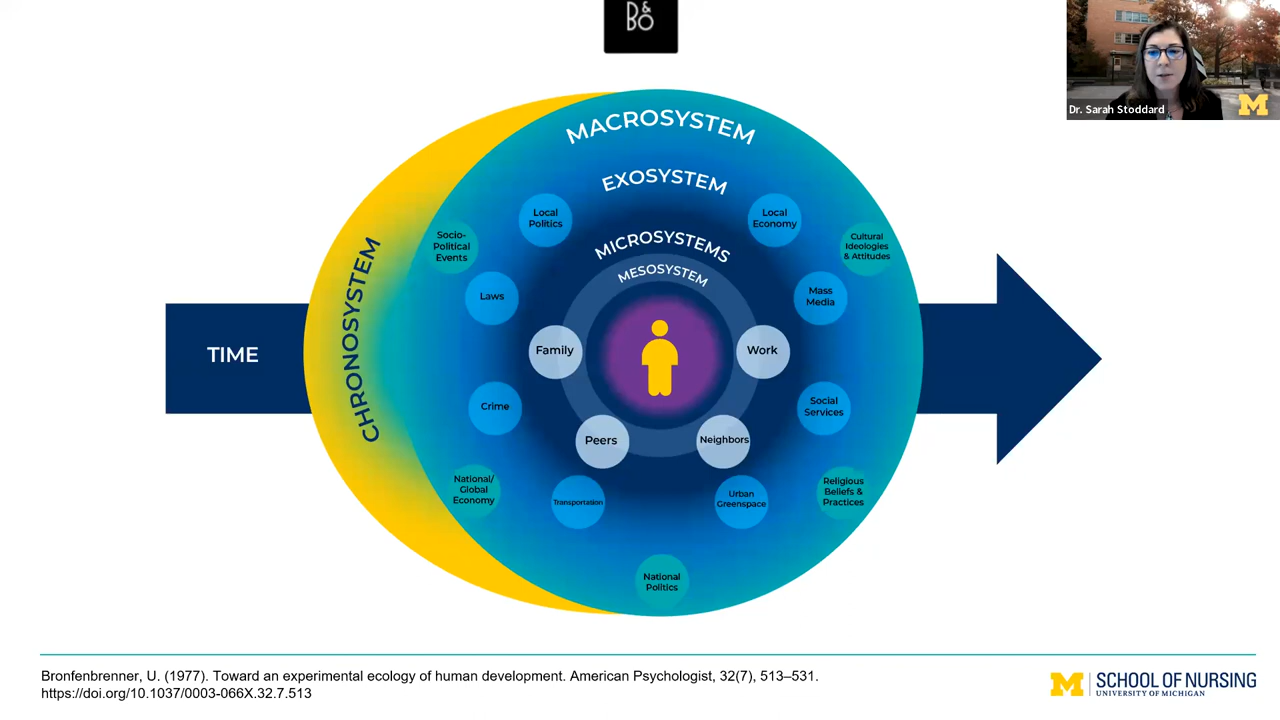 D&
BO
Dr. Sarah Stoddard
M
MACROSYSTEM
EXOSYSTEM
MICROSYSTEMS
MESOSYSTEM
CHRONOSYSTEM
TIME
Local
Politics
Local
Economy
Socio-
Political
Events
Cultural
Ideologies
& Attitudes
Laws
Mass
Media
Family
Work
Crime
Social
Services
Peers
Neighbors
National/
Global
Economy
Transportation
Urban
Greenspace
Religious
Beliefs &
Practices
National
Politics
Bronfenbrenner, U. (1977). Toward an experimental ecology of human development. American Psychologist, 32(7), 513–531.
https://doi.org/10.1037/0003-066X.32.7.513
M
SCHOOL OF NURSING
UNIVERSITY OF MICHIGAN